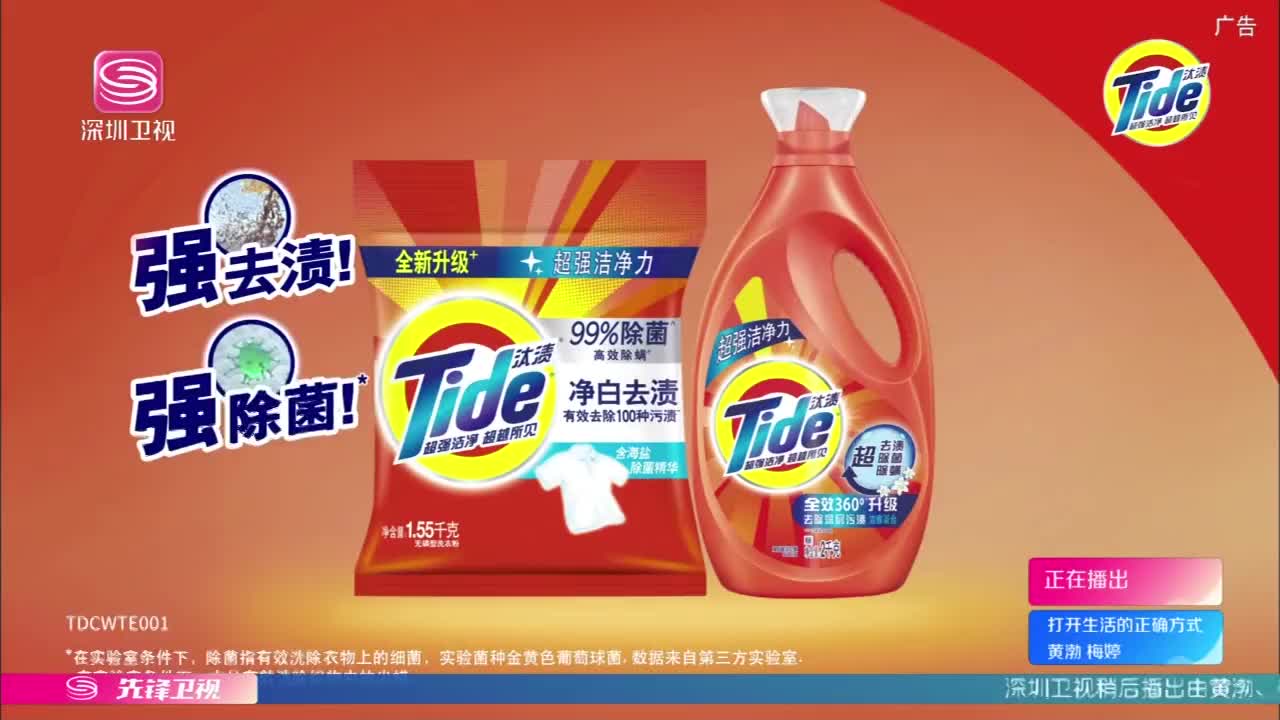 广告
深圳卫视
Tide
汰渍
超强洁净 超越所见
强去渍!
强除菌!*
全新升级+
超强洁净力
99%除菌^
高效除螨^
净白去渍
有效去除100种污渍
含海盐
除菌精华
Tide
汰渍
超强洁净 超越所见
净含量1.55千克
无磷型洗衣粉
超强洁净力
Tide
汰渍
超强洁净 超越所见
超
去渍
除菌
除螨
全效360°升级
TDCWTE001
*在实验室条件下，除菌指有效洗除衣物上的细菌，实验菌种金黄色葡萄球菌，数据来自第三方实验室.
正在播出
打开生活的正确方式
黄渤 梅婷
先锋卫视
深圳卫视稍后播出由黄渤、